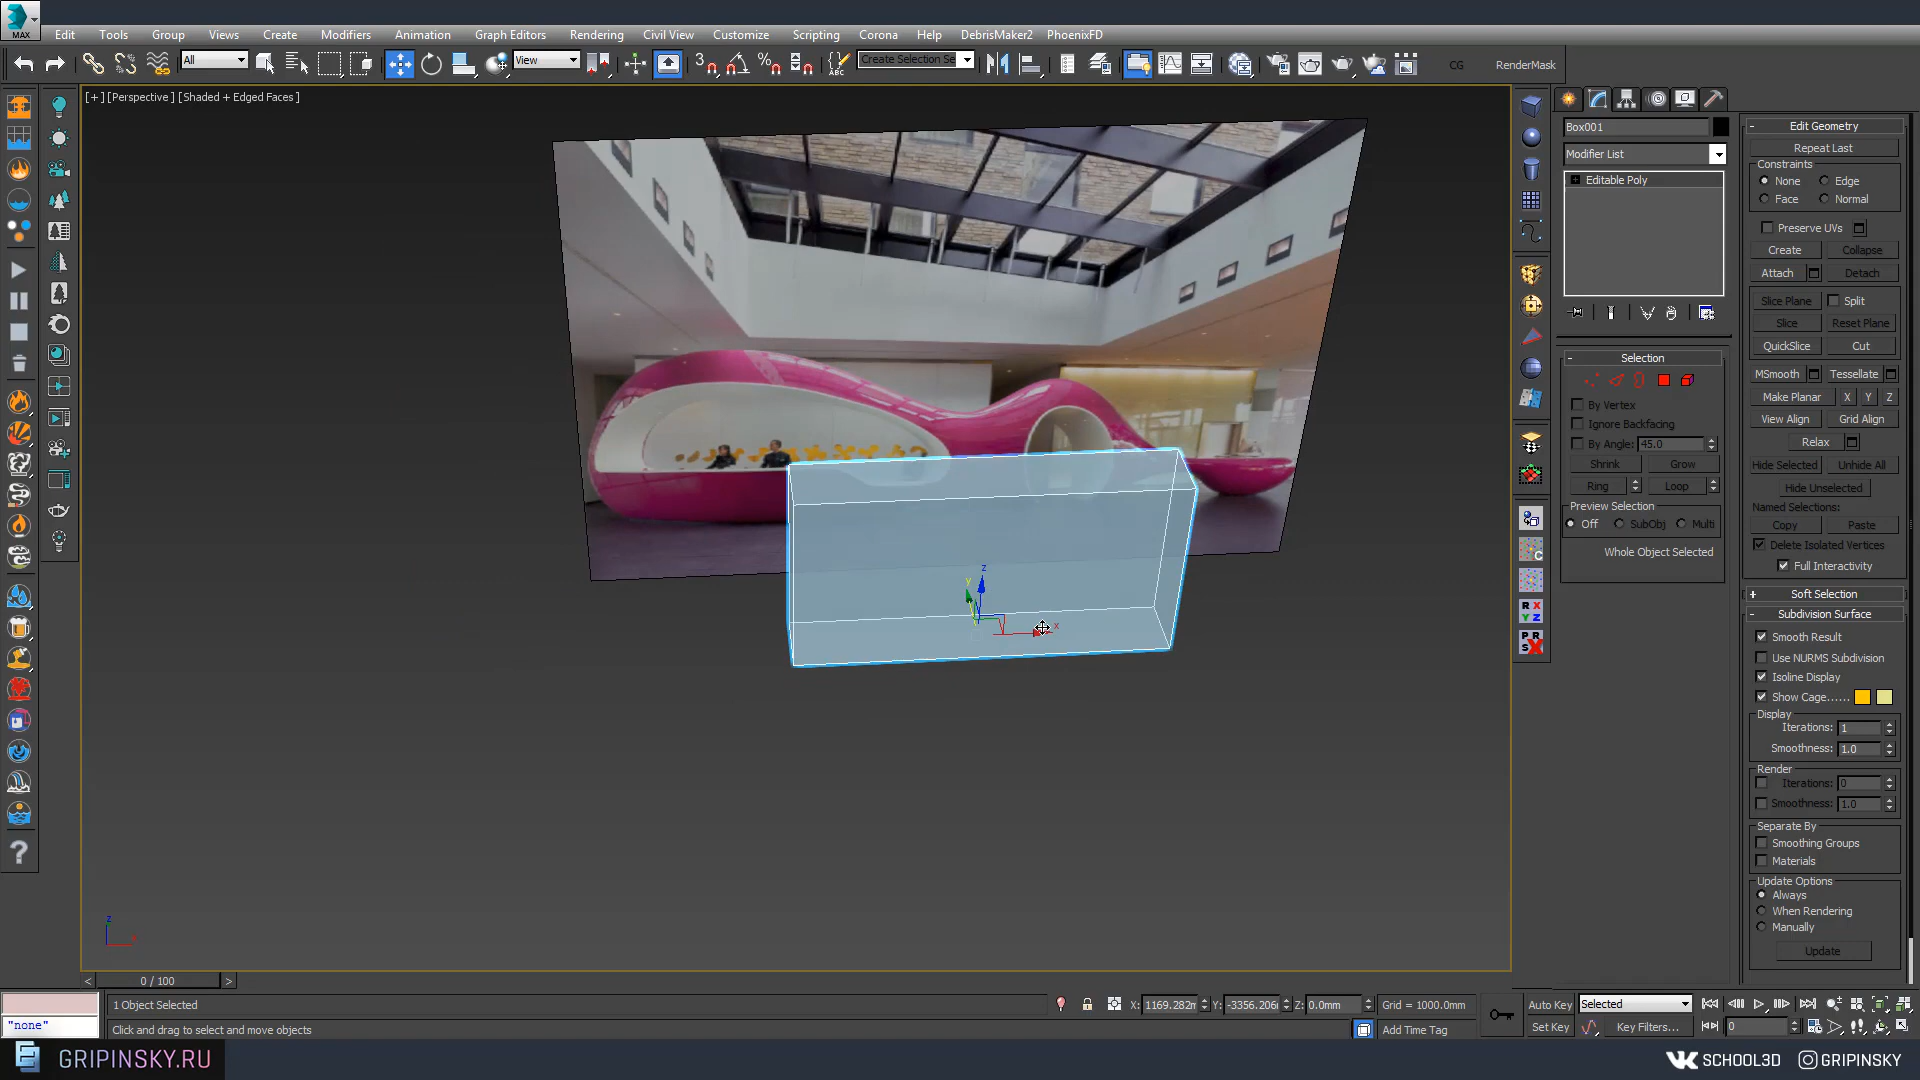 MAX
Edit Tools Group Views Create Modifiers Animation Graph Editors Rendering Civil View Customize Scripting Corona Help DebrisMaker2 PhoenixFD
All View 3 % ABC Create Selection Se CG RenderMask
[+] [Perspective ] [Shaded + Edged Faces ]
Box001
Modifier List
Editable Poly
Selection
By Vertex
Ignore Backfacing
By Angle: 45.0
Shrink Grow
Ring Loop
Preview Selection
Off SubObj Multi
Whole Object Selected
Edit Geometry
Repeat Last
Constraints
None Edge
Face Normal
Preserve UVs
Create Collapse
Attach Detach
Slice Plane Split
Slice Reset Plane
QuickSlice Cut
MSmooth Tessellate
Make Planar X Y Z
View Align Grid Align
Relax
Hide Selected Unhide All
Hide Unselected
Named Selections:
Copy Paste
Delete Isolated Vertices
Full Interactivity
Soft Selection
Subdivision Surface
Smooth Result
Use NURMS Subdivision
Isoline Display
Show Cage......
Display
Iterations: 1
Smoothness: 1.0
Render
Iterations: 0
Smoothness: 1.0
Separate By
Smoothing Groups
Materials
Update Options
Always
When Rendering
Manually
Update
C
R X
Y Z
P R
R S
z
y
x
z
< 0 / 100 >
1 Object Selected X: 1169.282m Y: -3356.206 Z: 0.0mm Grid = 1000.0mm Auto Key Selected
"none" Click and drag to select and move objects Add Time Tag Set Key Key Filters... 0
GRIPINSKY.RU SCHOOL3D GRIPINSKY